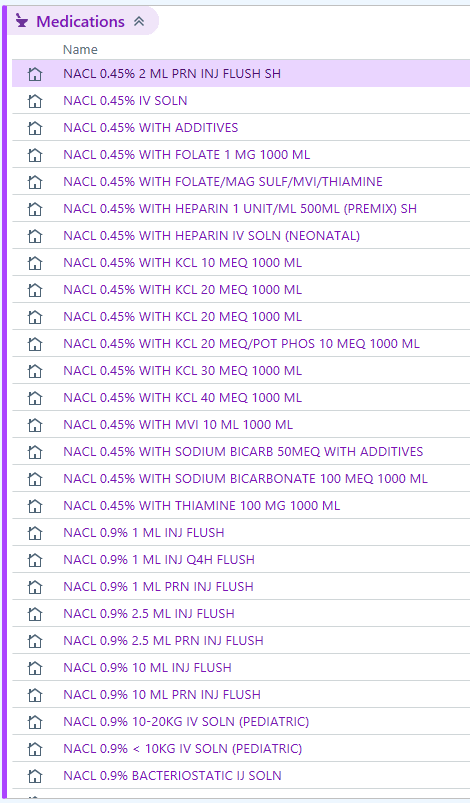 Medications
Name
NACL 0.45% 2 ML PRN INJ FLUSH SH
NACL 0.45% IV SOLN
NACL 0.45% WITH ADDITIVES
NACL 0.45% WITH FOLATE 1 MG 1000 ML
NACL 0.45% WITH FOLATE/MAG SULF/MVI/THIAMINE
NACL 0.45% WITH HEPARIN 1 UNIT/ML 500ML (PREMIX) SH
NACL 0.45% WITH HEPARIN IV SOLN (NEONATAL)
NACL 0.45% WITH KCL 10 MEQ 1000 ML
NACL 0.45% WITH KCL 20 MEQ 1000 ML
NACL 0.45% WITH KCL 20 MEQ 1000 ML
NACL 0.45% WITH KCL 20 MEQ/POT PHOS 10 MEQ 1000 ML
NACL 0.45% WITH KCL 30 MEQ 1000 ML
NACL 0.45% WITH KCL 40 MEQ 1000 ML
NACL 0.45% WITH MVI 10 ML 1000 ML
NACL 0.45% WITH SODIUM BICARB 50MEQ WITH ADDITIVES
NACL 0.45% WITH SODIUM BICARBONATE 100 MEQ 1000 ML
NACL 0.45% WITH THIAMINE 100 MG 1000 ML
NACL 0.9% 1 ML INJ FLUSH
NACL 0.9% 1 ML INJ Q4H FLUSH
NACL 0.9% 1 ML PRN INJ FLUSH
NACL 0.9% 2.5 ML INJ FLUSH
NACL 0.9% 2.5 ML PRN INJ FLUSH
NACL 0.9% 10 ML INJ FLUSH
NACL 0.9% 10 ML PRN INJ FLUSH
NACL 0.9% 10-20KG IV SOLN (PEDIATRIC)
NACL 0.9% < 10KG IV SOLN (PEDIATRIC)
NACL 0.9% BACTERIOSTATIC IJ SOLN